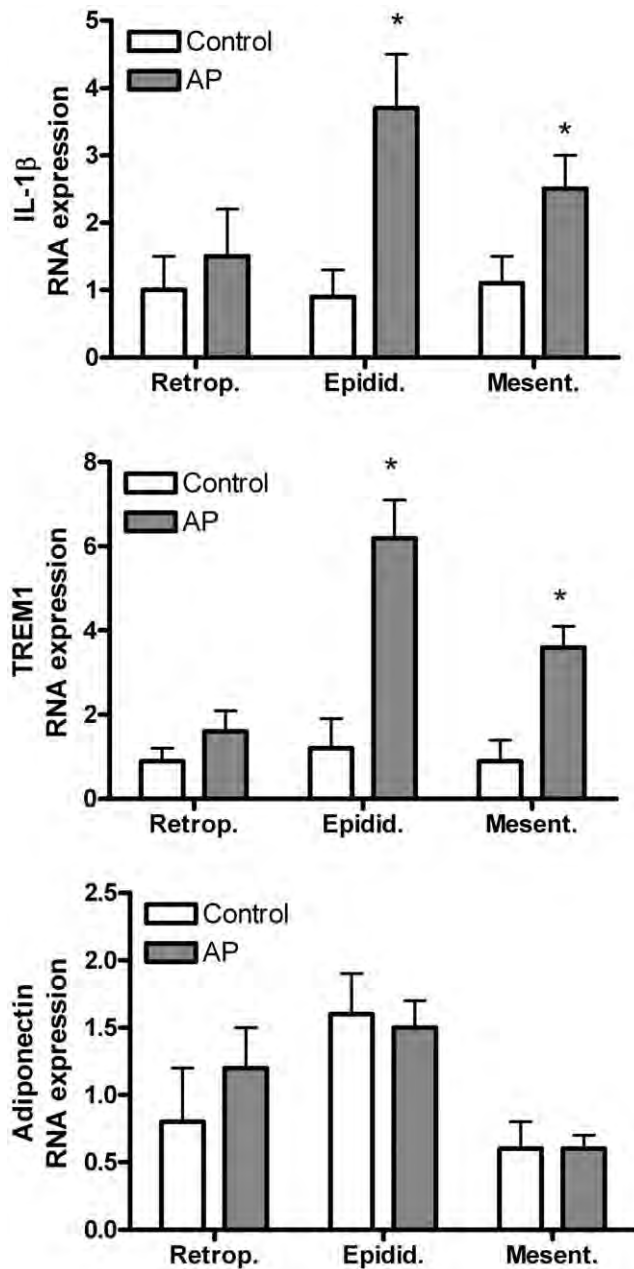 5
4
3
2
1
0
IL-1β
RNA expression
Control
AP
*
*
Retrop. Epidid. Mesent.
8
6
4
2
0
TREM1
RNA expression
Control
AP
*
*
Retrop. Epidid. Mesent.
2.5
2.0
1.5
1.0
0.5
0.0
Adiponectin
RNA expression
Control
AP
Retrop. Epidid. Mesent.